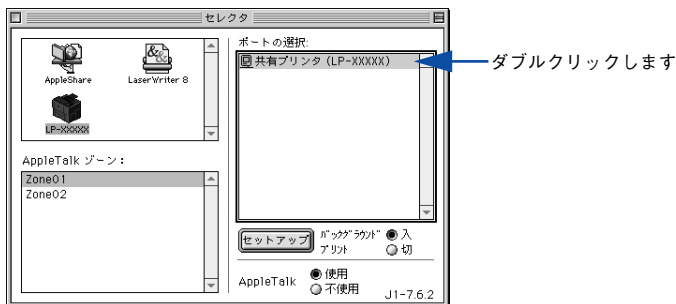 セレクタ
AppleShare
LaserWriter 8
LP-XXXXX
AppleTalk ゾーン：
Zone01
Zone02
ポートの選択:
共有プリンタ (LP-XXXXX)
ダブルクリックします
セットアップ
バックグラウンド
プリント
入
切
AppleTalk
使用
不使用
J1-7.6.2